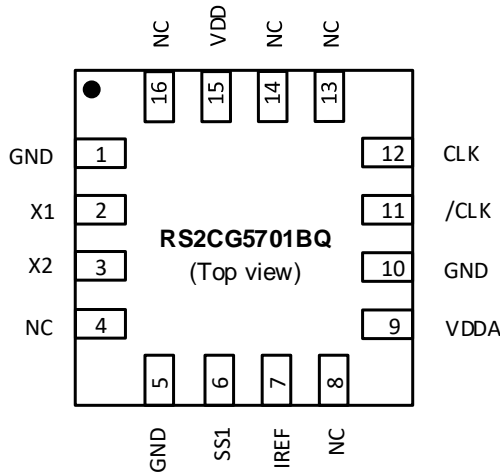 NC VDD NC NC
16 15 14 13
GND 1 12 CLK
X1 2 11 /CLK
RS2CG5701BQ
(Top view)
X2 3 10 GND
NC 4 9 VDDA
5 6 7 8
GND SS1 IREF NC